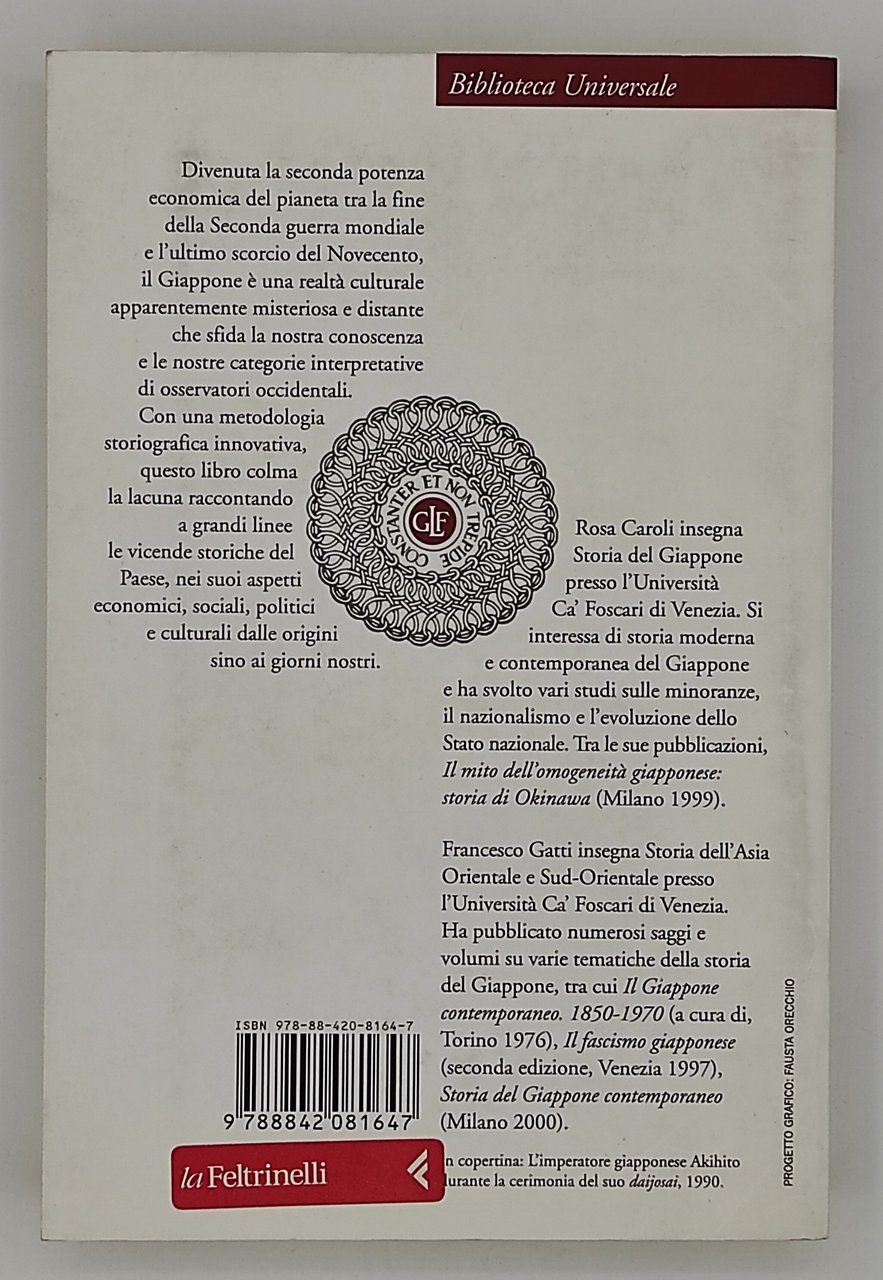 Biblioteca Universale
Divenuta la seconda potenza
economica del pianeta tra la fine
della Seconda guerra mondiale
e l'ultimo scorcio del Novecento,
il Giappone è una realtà culturale
apparentemente misteriosa e distante
che sfida la nostra conoscenza
e le nostre categorie interpretative
di osservatori occidentali.
Con una metodologia
storiografica innovativa,
questo libro colma
la lacuna raccontando
a grandi linee
le vicende storiche del
Paese, nei suoi aspetti
economici, sociali, politici
e culturali dalle origini
sino ai giorni nostri.
CONSTANTER ET NON TREPIDE
GLF
Rosa Caroli insegna
Storia del Giappone
presso l'Università
Ca' Foscari di Venezia. Si
interessa di storia moderna
e contemporanea del Giappone
e ha svolto vari studi sulle minoranze,
il nazionalismo e l'evoluzione dello
Stato nazionale. Tra le sue pubblicazioni,
Il mito dell'omogeneità giapponese:
storia di Okinawa (Milano 1999).
Francesco Gatti insegna Storia dell'Asia
Orientale e Sud-Orientale presso
l'Università Ca' Foscari di Venezia.
Ha pubblicato numerosi saggi e
volumi su varie tematiche della storia
del Giappone, tra cui Il Giappone
contemporaneo. 1850-1970 (a cura di,
Torino 1976), Il fascismo giapponese
(seconda edizione, Venezia 1997),
Storia del Giappone contemporaneo
(Milano 2000).
n copertina: L'imperatore giapponese Akihito
durante la cerimonia del suo daijosai, 1990.
PROGETTO GRAFICO: FAUSTA ORECCHIO
ISBN 978-88-420-8164-7
9 788842 081647
la Feltrinelli